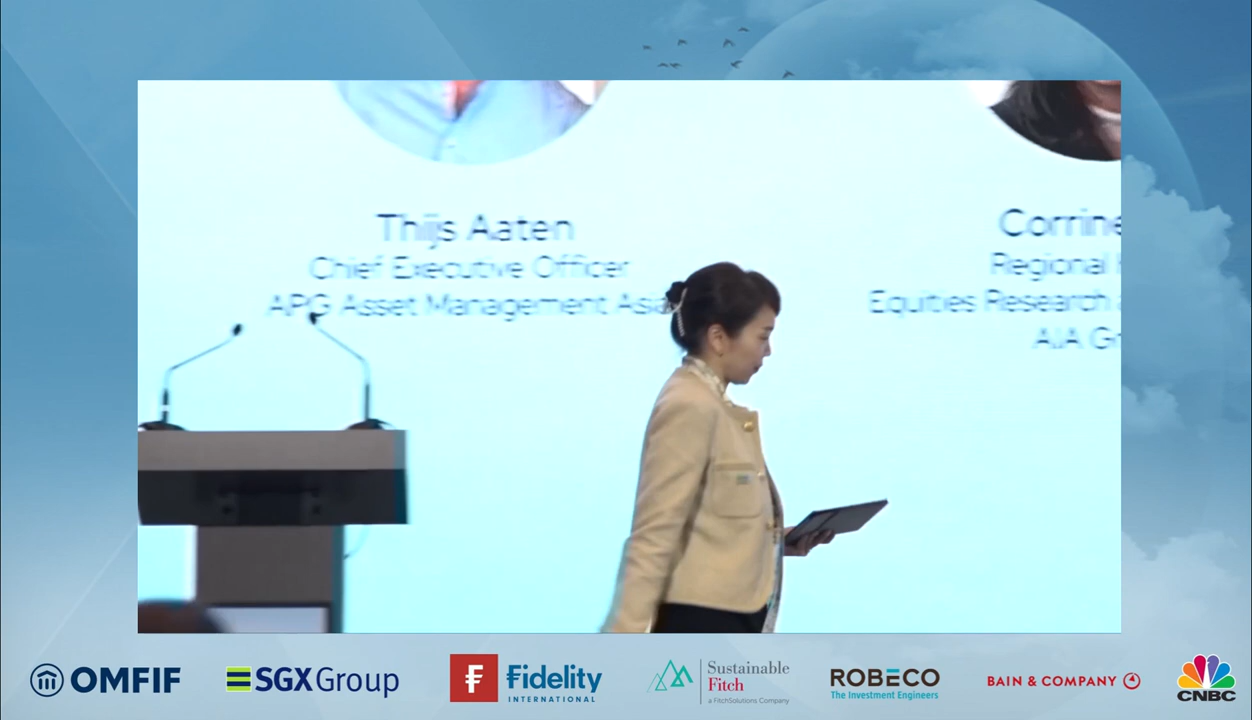 Thijs Aaten
Chief Executive Officer
APG Asset Management Asia
Corrine
Regional
Equities Research
AIA
OMFIF
SGX Group
Fidelity
INTERNATIONAL
Sustainable
Fitch
a FitchSolutions Company
ROBECO
The Investment Engineers
BAIN & COMPANY
CNBC